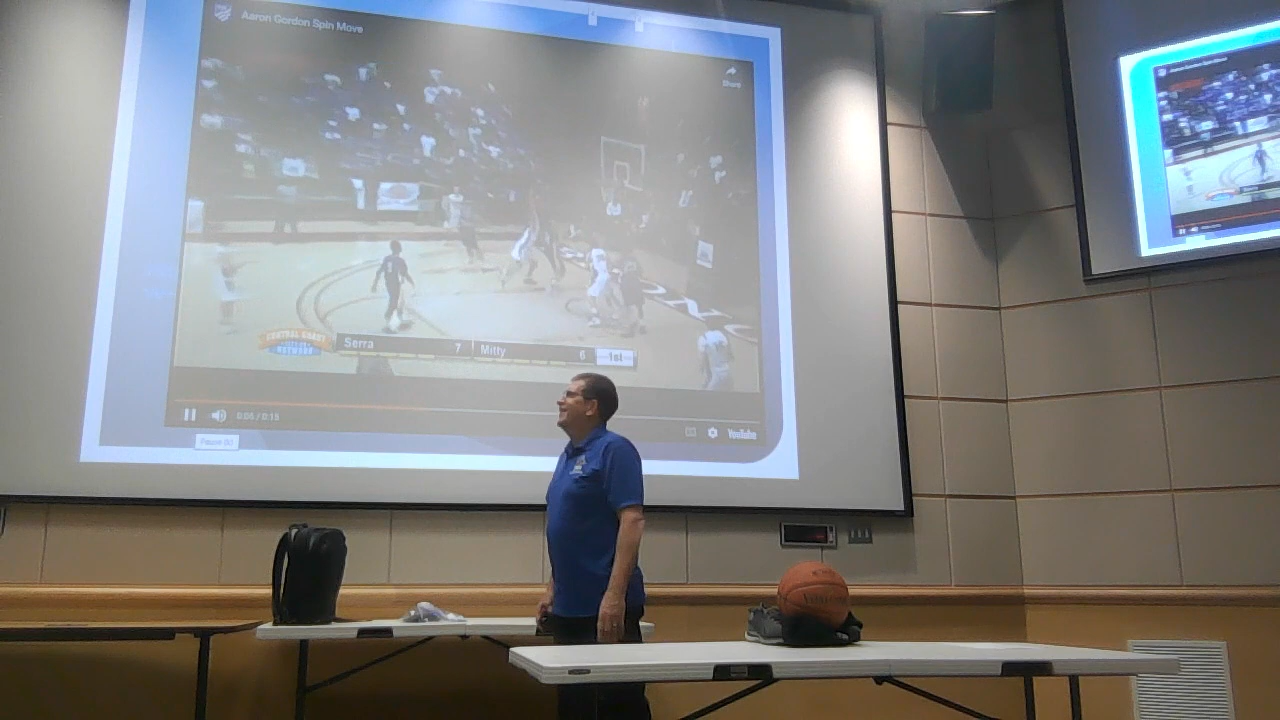 Aaron Gordon Spin Move
Share
CENTRAL COAST
NETWORK
Serra 7 Mitty 6 1st
0:05 / 0:15
YouTube
Pause (k)